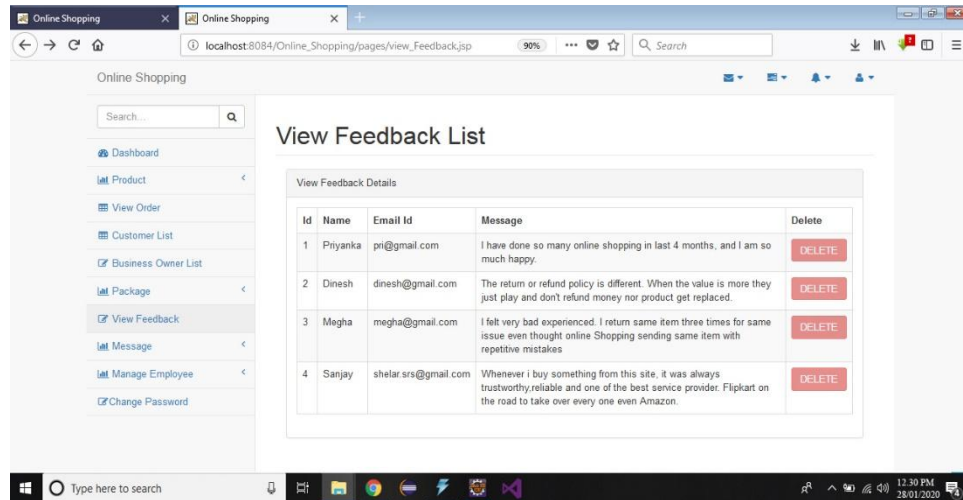 Online Shopping
Online Shopping
localhost:8084/Online_Shopping/pages/view_Feedback.jsp
90%
Search
Online Shopping
Search...
Dashboard
Product
View Order
Customer List
Business Owner List
Package
View Feedback
Message
Manage Employee
Change Password
View Feedback List
View Feedback Details
Id Name Email Id Message Delete
1 Priyanka pri@gmail.com I have done so many online shopping in last 4 months, and I am so
much happy.
DELETE
2 Dinesh dinesh@gmail.com The return or refund policy is different. When the value is more they
just play and don't refund money nor product get replaced.
DELETE
3 Megha megha@gmail.com I felt very bad experienced. I return same item three times for same
issue even thought online Shopping sending same item with
repetitive mistakes
DELETE
4 Sanjay shelar.srs@gmail.com Whenever i buy something from this site, it was always
trustworthy,reliable and one of the best service provider. Flipkart on
the road to take over every one even Amazon.
DELETE
Type here to search
12.30 PM
28/01/2020